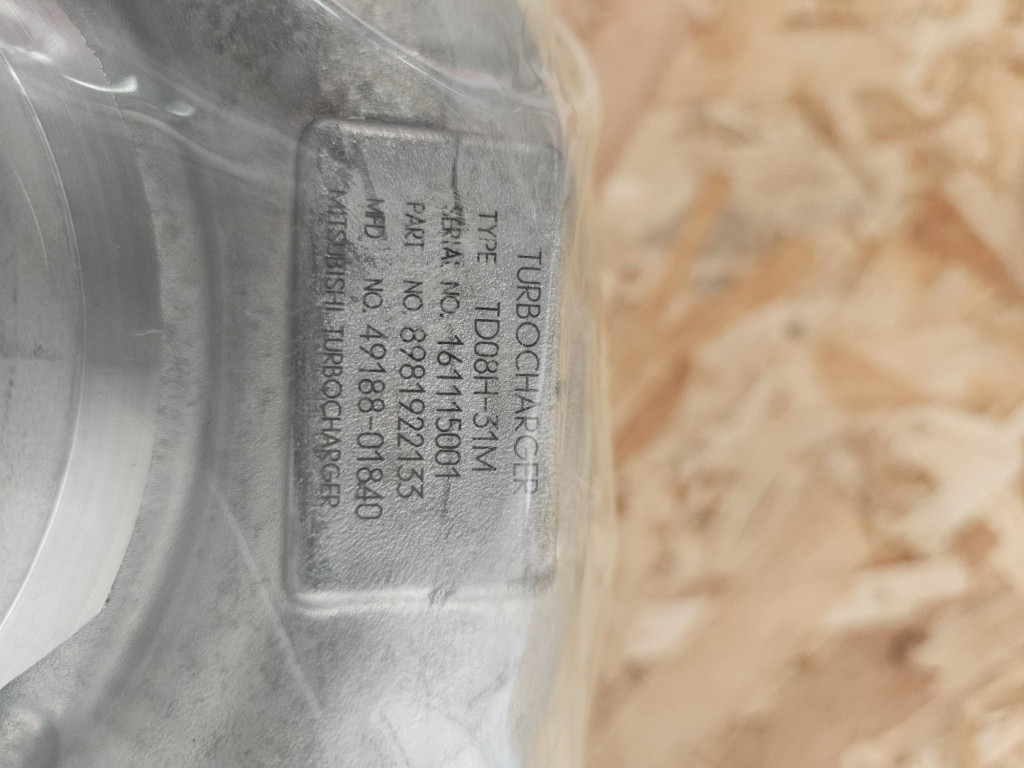 TURBOCHARGER
TYPE TD08H-31M
SERIAL NO. 161115001
PART NO 8981922133
MFD NO. 49188-01840
MITSUBISHI TURBOCHARGER